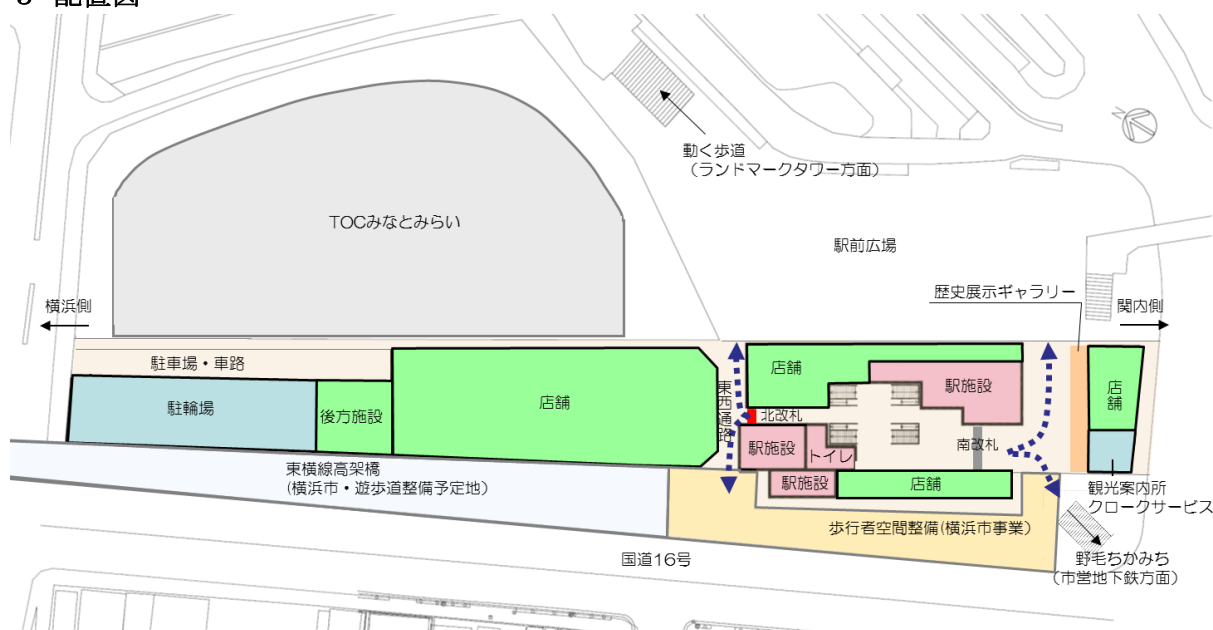 配置図
動く歩道
(ランドマークタワー方面)
TOCみなとみらい
駅前広場
歴史展示ギャラリー
横浜側
関内側
駐車場・車路
店舗
駅施設
店舗
駐輪場
後方施設
店舗
東西通路
北改札
南改札
駅施設
トイレ
駅施設
店舗
東横線高架橋
(横浜市・遊歩道整備予定地)
観光案内所
クロークサービス
歩行者空間整備(横浜市事業)
国道16号
野毛ちかみち
(市営地下鉄方面)